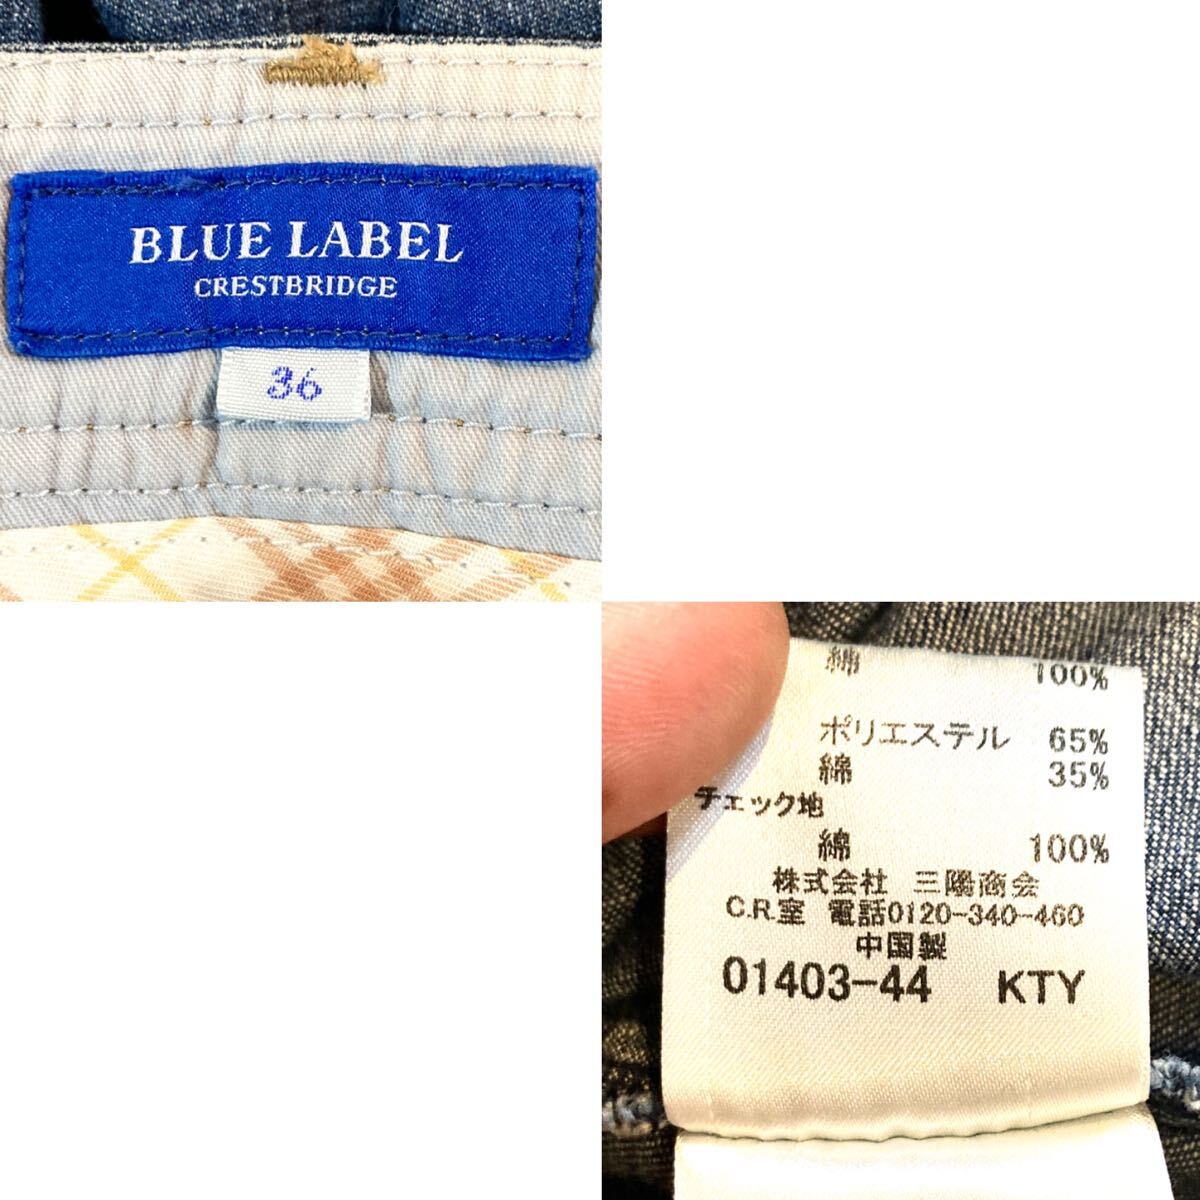 BLUE LABEL
CRESTBRIDGE
36
綿 100%
ポリエステル 65%
綿 35%
チェック地
綿 100%
株式会社 三陽商会
C.R.室 電話0120-340-460
中国製
01403-44 KTY